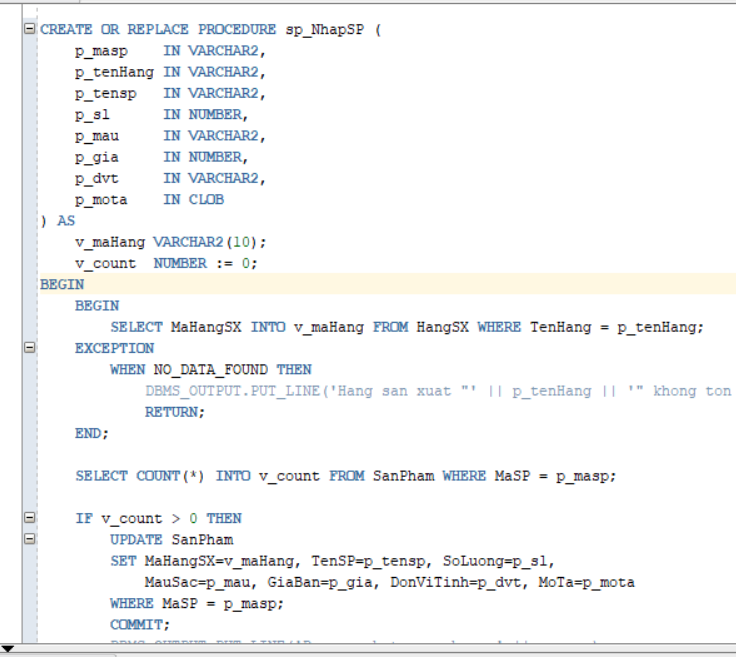 CREATE OR REPLACE PROCEDURE sp_NhapSP (
    p_masp    IN VARCHAR2,
    p_tenHang IN VARCHAR2,
    p_tensp   IN VARCHAR2,
    p_sl      IN NUMBER,
    p_mau     IN VARCHAR2,
    p_gia     IN NUMBER,
    p_dvt     IN VARCHAR2,
    p_mota    IN CLOB
) AS
    v_maHang VARCHAR2(10);
    v_count  NUMBER := 0;
BEGIN
    BEGIN
        SELECT MaHangSX INTO v_maHang FROM HangSX WHERE TenHang = p_tenHang;
    EXCEPTION
        WHEN NO_DATA_FOUND THEN
            DBMS_OUTPUT.PUT_LINE('Hang san xuat "' || p_tenHang || '" khong ton
            RETURN;
    END;

    SELECT COUNT(*) INTO v_count FROM SanPham WHERE MaSP = p_masp;

    IF v_count > 0 THEN
        UPDATE SanPham
        SET MaHangSX=v_maHang, TenSP=p_tensp, SoLuong=p_sl,
            MauSac=p_mau, GiaBan=p_gia, DonViTinh=p_dvt, MoTa=p_mota
        WHERE MaSP = p_masp;
        COMMIT;